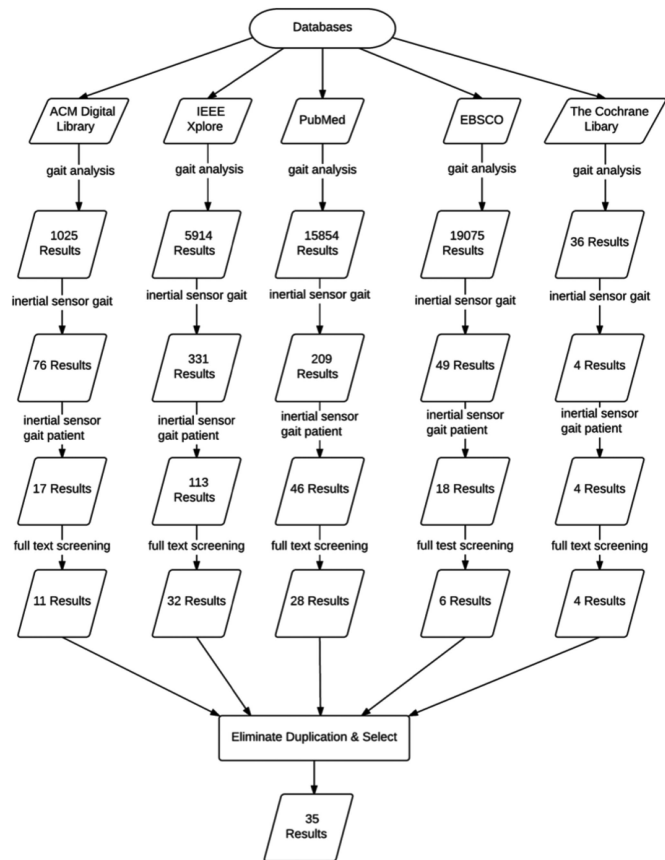 Databases
ACM Digital
Library
IEEE
Xplore
PubMed
EBSCO
The Cochrane
Libary
gait analysis
gait analysis
gait analysis
gait analysis
gait analysis
1025
Results
5914
Results
15854
Results
19075
Results
36 Results
inertial sensor gait
inertial sensor gait
inertial sensor gait
inertial sensor gait
inertial sensor gait
76 Results
331
Results
209
Results
49 Results
4 Results
inertial sensor
gait patient
inertial sensor
gait patient
inertial sensor
gait patient
inertial sensor
gait patient
inertial sensor
gait patient
17 Results
113
Results
46 Results
18 Results
4 Results
full text screening
full text screening
full text screening
full test screening
full text screening
11 Results
32 Results
28 Results
6 Results
4 Results
Eliminate Duplication & Select
35
Results